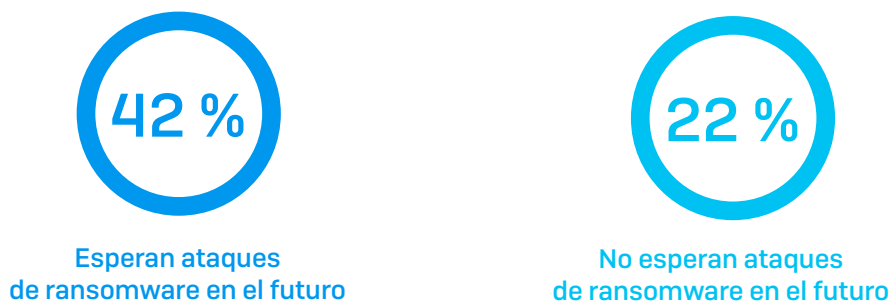 42 %
Esperan ataques
de ransomware en el futuro
22 %
No esperan ataques
de ransomware en el futuro